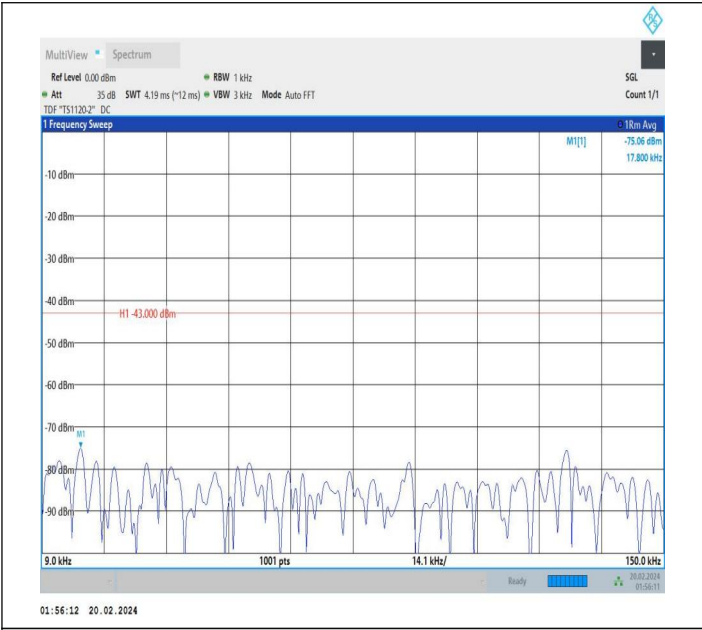 R S
MultiView Spectrum
Ref Level 0.00 dBm RBW 1 kHz SGL
Att 35 dB SWT 4.19 ms (~12 ms) VBW 3 kHz Mode Auto FFT Count 1/1
TDF "TS1120-2" DC
1 Frequency Sweep 1Rm Avg
M1[1] -75.06 dBm
17.800 kHz
-10 dBm
-20 dBm
-30 dBm
-40 dBm
H1 -43.000 dBm
-50 dBm
-60 dBm
-70 dBm
M1
-80 dBm
-90 dBm
9.0 kHz 1001 pts 14.1 kHz/ 150.0 kHz
Ready 20.02.2024
01:56:11
01:56:12 20.02.2024